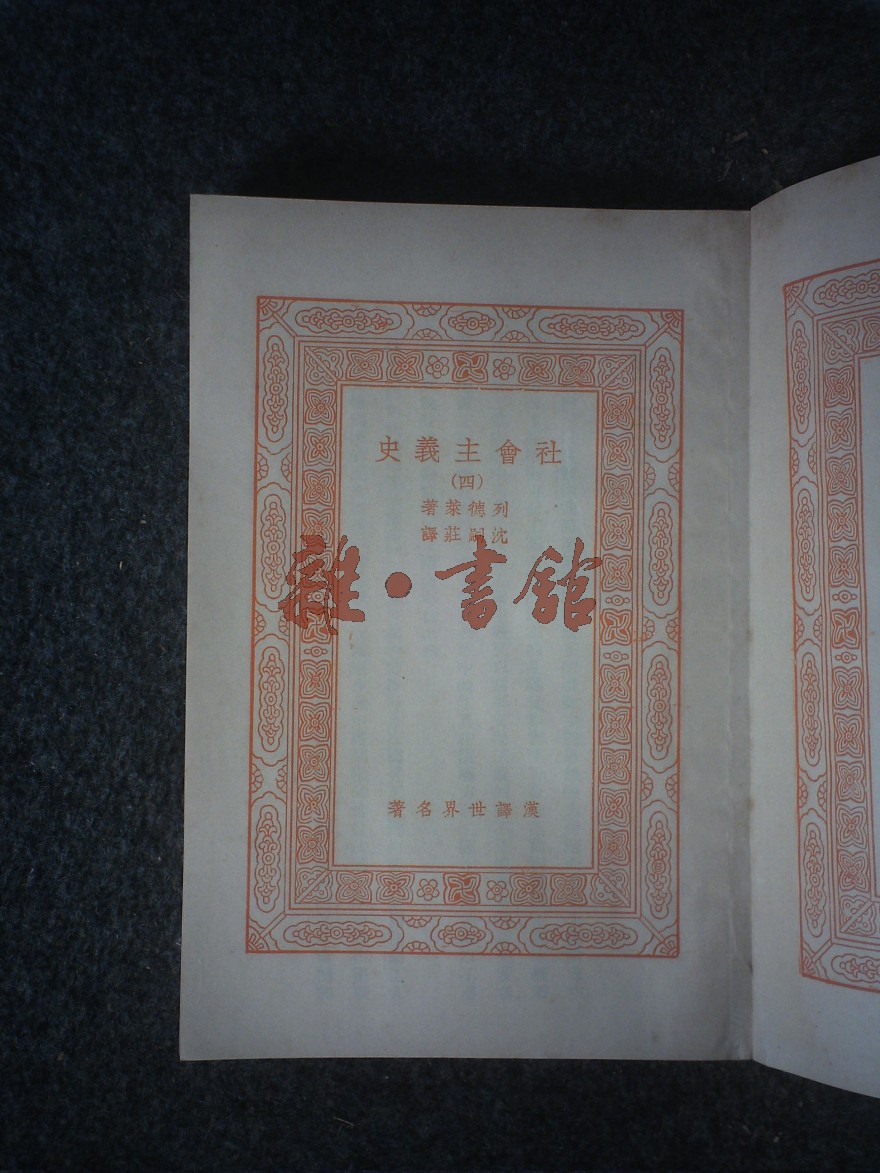 社會主義史
(四)
列德萊著
沈嗣莊譯
雜·書館
漢譯世界名著